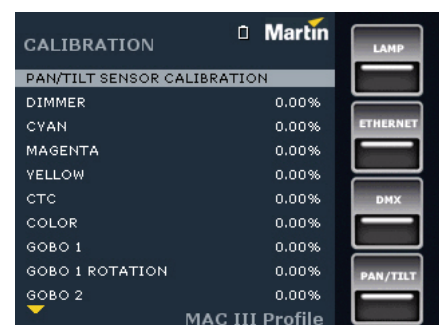 CALIBRATION
Martin
PAN/TILT SENSOR CALIBRATION
DIMMER 0.00%
CYAN 0.00%
MAGENTA 0.00%
YELLOW 0.00%
CTC 0.00%
COLOR 0.00%
GOBO 1 0.00%
GOBO 1 ROTATION 0.00%
GOBO 2 0.00%
MAC III Profile
LAMP
ETHERNET
DMX
PAN/TILT